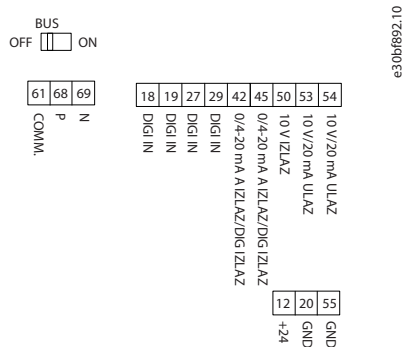 e30bf892.10
BUS
OFF ON
61 68 69
COMM.
P
N
18 19 27 29 42 45 50 53 54
DIGI IN
DIGI IN
DIGI IN
DIGI IN
0/4-20 mA A IZLAZ/DIG IZLAZ
0/4-20 mA A IZLAZ/DIG IZLAZ
10 V IZLAZ
10 V/20 mA ULAZ
10 V/20 mA ULAZ
12 20 55
+24 V
GND
GND